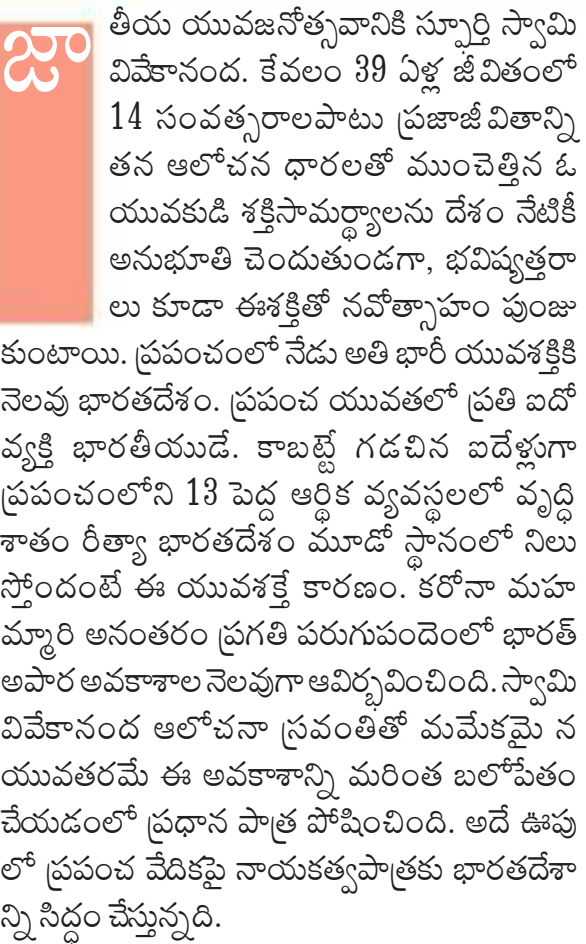 జాతీయ యువజనోత్సవానికి స్ఫూర్తి స్వామి
వివేకానంద. కేవలం 39 ఏళ్ల జీవితంలో
14 సంవత్సరాలపాటు ప్రజాజీవితాన్ని
తన ఆలోచన ధారలతో ముంచెత్తిన ఓ
యువకుడి శక్తిసామర్థ్యాలను దేశం నేటికీ
అనుభూతి చెందుతుండగా, భవిష్యత్తరా
లు కూడా ఈశక్తితో నవోత్సాహం పుంజు
కుంటాయి. ప్రపంచంలో నేడు అతి భారీ యువశక్తికి
నెలవు భారతదేశం. ప్రపంచ యువతలో ప్రతి ఐదో
వ్యక్తి భారతీయుడే. కాబట్టే గడచిన ఐదేళ్లుగా
ప్రపంచంలోని 13 పెద్ద ఆర్థిక వ్యవస్థలలో వృద్ధి
శాతం రీత్యా భారతదేశం మూడో స్థానంలో నిలు
స్తోందంటే ఈ యువశక్తే కారణం. కరోనా మహ
మ్మారి అనంతరం ప్రగతి పరుగుపందెంలో భారత్
అపార అవకాశాల నెలవుగా ఆవిర్భవించింది. స్వామి
వివేకానంద ఆలోచనా స్రవంతితో మమేకమై న
యువతరమే ఈ అవకాశాన్ని మరింత బలోపేతం
చేయడంలో ప్రధాన పాత్ర పోషించింది. అదే ఊపు
లో ప్రపంచ వేదికపై నాయకత్వపాత్రకు భారతదేశా
న్ని సిద్ధం చేస్తున్నది.